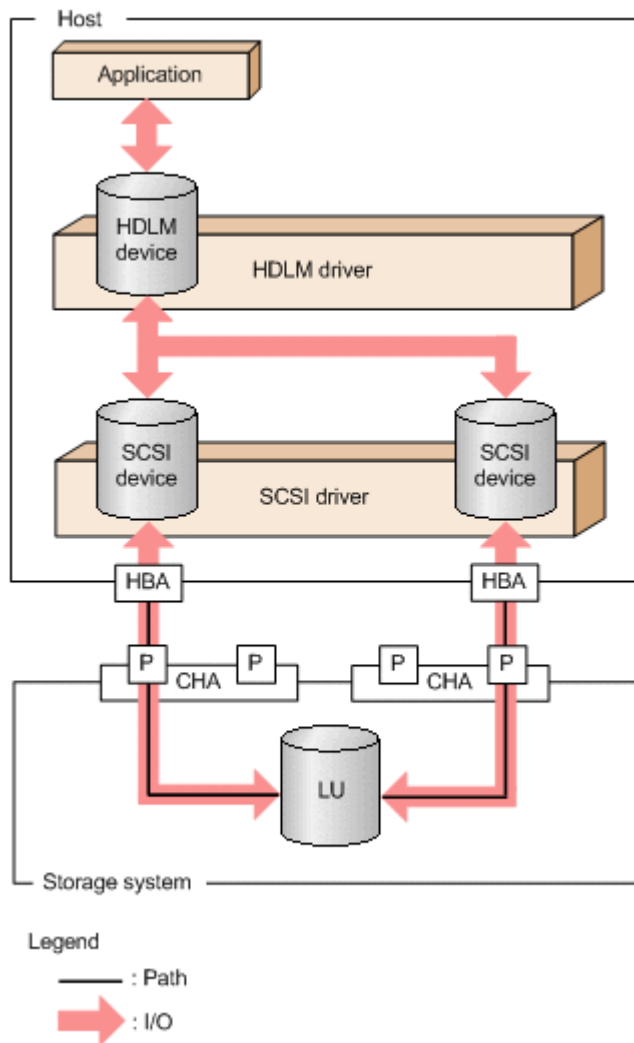 Host
Application
HDLM
device
HDLM driver
SCSI
device
SCSI
device
SCSI driver
HBA
HBA
P
P
P
P
CHA
CHA
LU
Storage system
Legend
: Path
: I/O